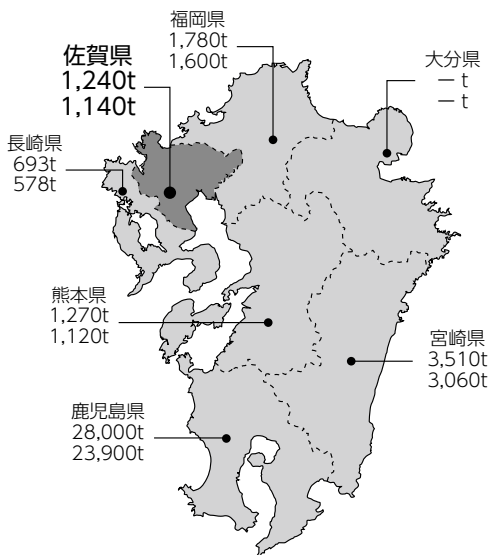 福岡県
1,780t
1,600t
大分県
ー t
ー t
佐賀県
1,240t
1,140t
長崎県
693t
578t
熊本県
1,270t
1,120t
宮崎県
3,510t
3,060t
鹿児島県
28,000t
23,900t